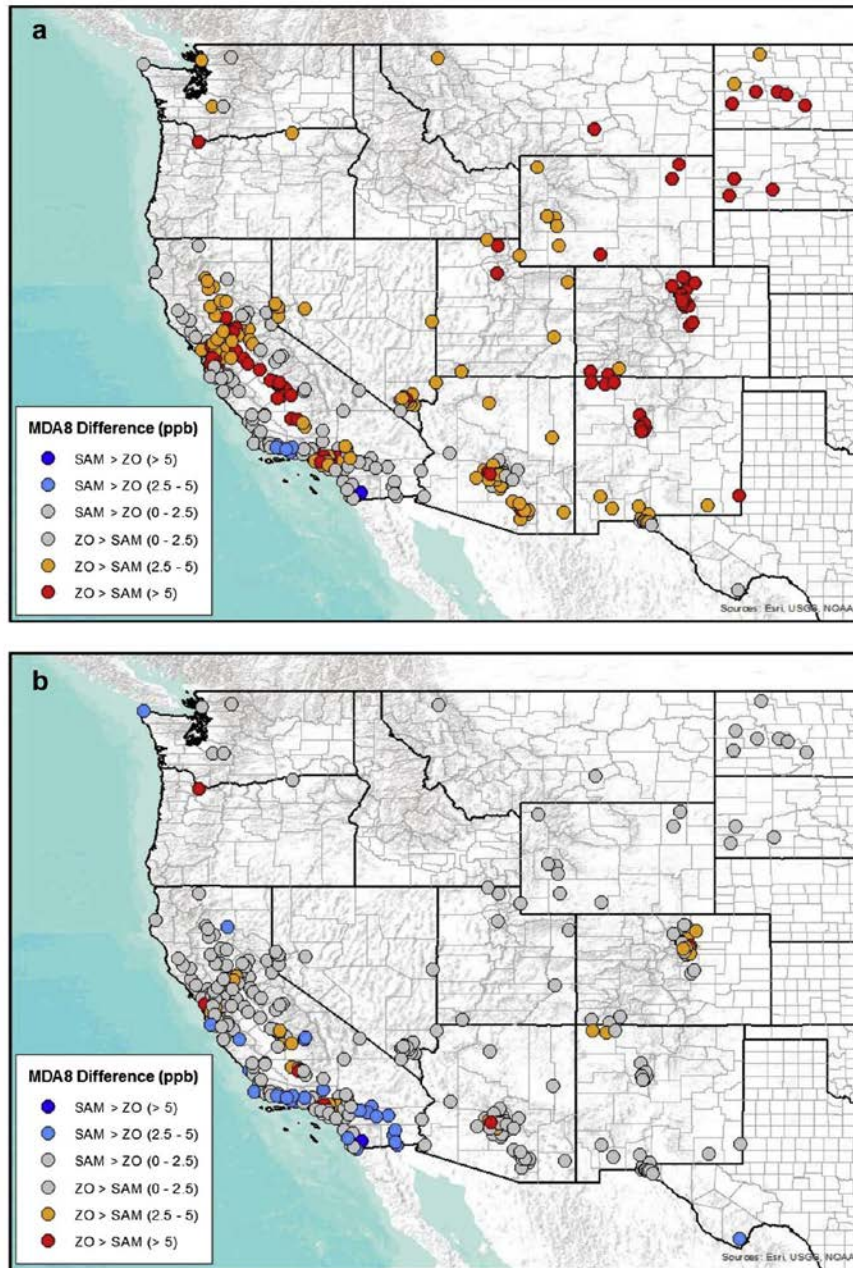 a
MDA8 Difference (ppb)
SAM > ZO (> 5)
SAM > ZO (2.5 - 5)
SAM > ZO (0 - 2.5)
ZO > SAM (0 - 2.5)
ZO > SAM (2.5 - 5)
ZO > SAM (> 5)
Sources: Esri, USGS, NOAA
b
MDA8 Difference (ppb)
SAM > ZO (> 5)
SAM > ZO (2.5 - 5)
SAM > ZO (0 - 2.5)
ZO > SAM (0 - 2.5)
ZO > SAM (2.5 - 5)
ZO > SAM (> 5)
Sources: Esri, USGS, NOAA